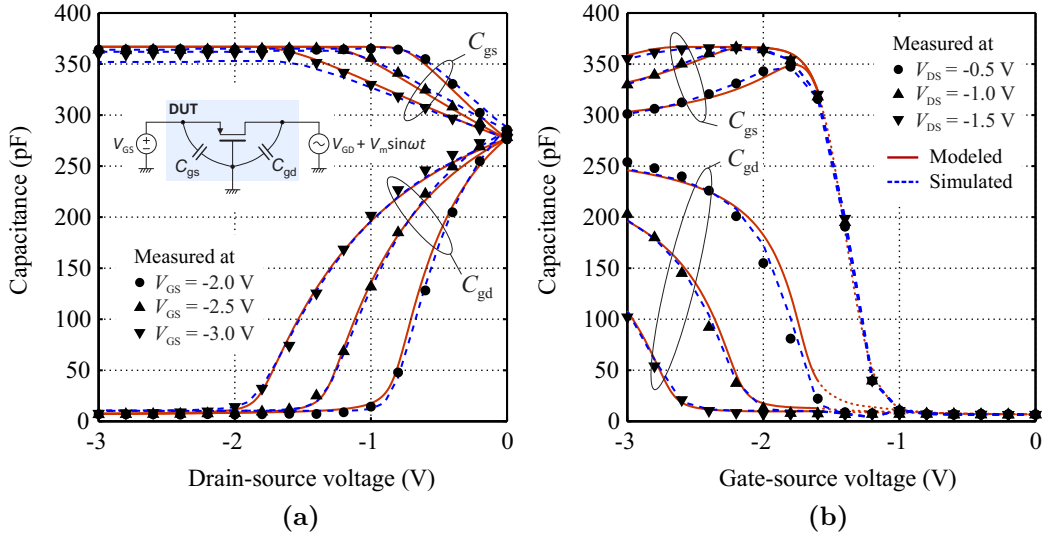 400
350
300
250
200
150
100
50
0
Capacitance (pF)
-3
-2
-1
0
Drain-source voltage (V)
C_gs
C_gd
DUT
V_GS
C_gs
C_gd
V_GD + V_m sinωt
Measured at
V_GS = -2.0 V
V_GS = -2.5 V
V_GS = -3.0 V
(a)
400
350
300
250
200
150
100
50
0
Capacitance (pF)
-3
-2
-1
0
Gate-source voltage (V)
C_gs
C_gd
Measured at
V_DS = -0.5 V
V_DS = -1.0 V
V_DS = -1.5 V
Modeled
Simulated
(b)